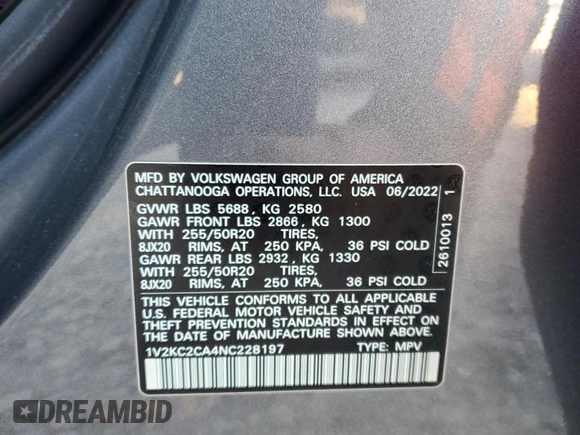 MFD BY VOLKSWAGEN GROUP OF AMERICA
CHATTANOOGA OPERATIONS, LLC. USA 06/2022
GVWR LBS 5688, KG 2580
GAWR FRONT LBS 2866, KG 1300
WITH 255/50R20 TIRES,
8JX20 RIMS, AT 250 KPA, 36 PSI COLD
GAWR REAR LBS 2932, KG 1330
WITH 255/50R20 TIRES,
8JX20 RIMS, AT 250 KPA, 36 PSI COLD
THIS VEHICLE CONFORMS TO ALL APPLICABLE
U.S. FEDERAL MOTOR VEHICLE SAFETY AND
THEFT PREVENTION STANDARDS IN EFFECT ON
THE DATE OF MANUFACTURE SHOWN ABOVE.
1V2KC2CA4NC228197 TYPE: MPV
2610013 1
DREAMBID